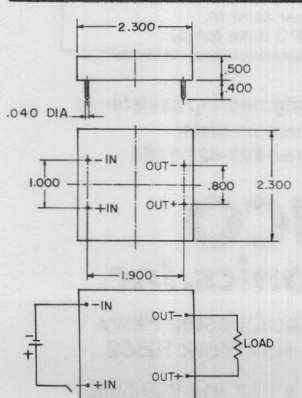 2.300
.500
.400
.040 DIA.
-IN
OUT-
1.000
.800
2.300
+IN
OUT+
1.900
-IN
OUT-
LOAD
OUT+
+IN